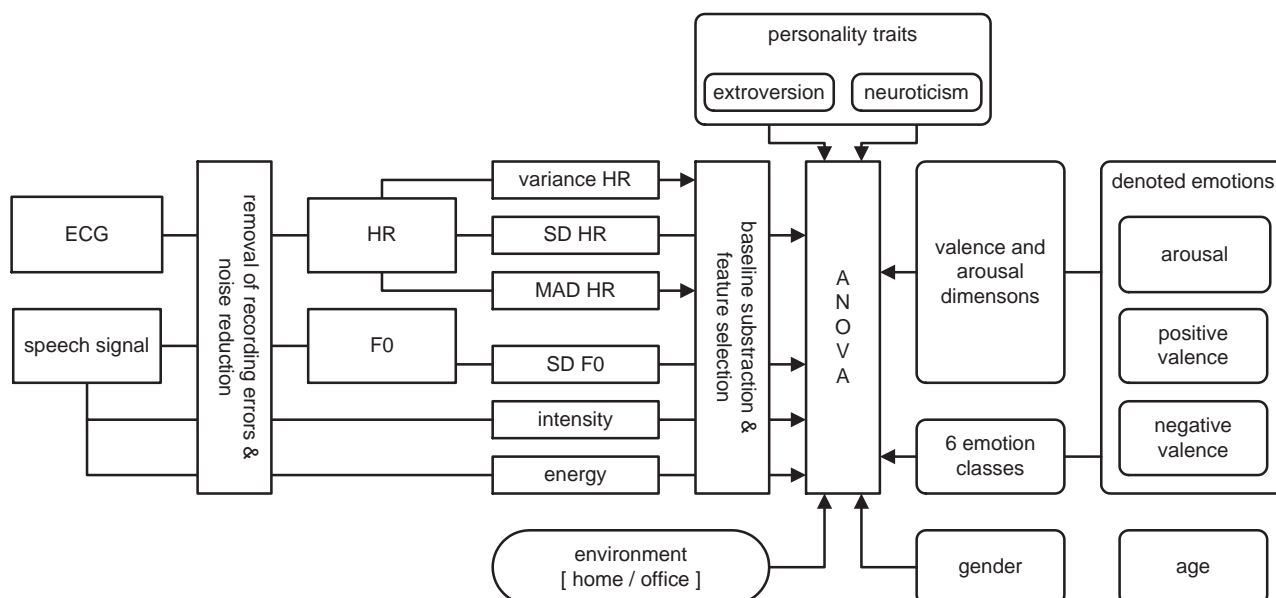 personality traits
extroversion
neuroticism
ECG
speech signal
removal of recording errors &
noise reduction
HR
F0
variance HR
SD HR
MAD HR
SD F0
intensity
energy
baseline substraction &
feature selection
A
N
O
V
A
valence and
arousal
dimensons
6 emotion
classes
denoted emotions
arousal
positive
valence
negative
valence
environment
[ home / office ]
gender
age